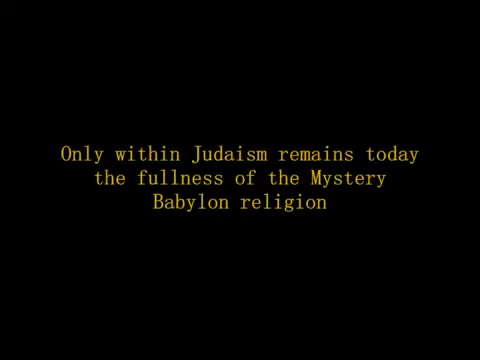 Only within Judaism remains today
the fullness of the Mystery
Babylon religion